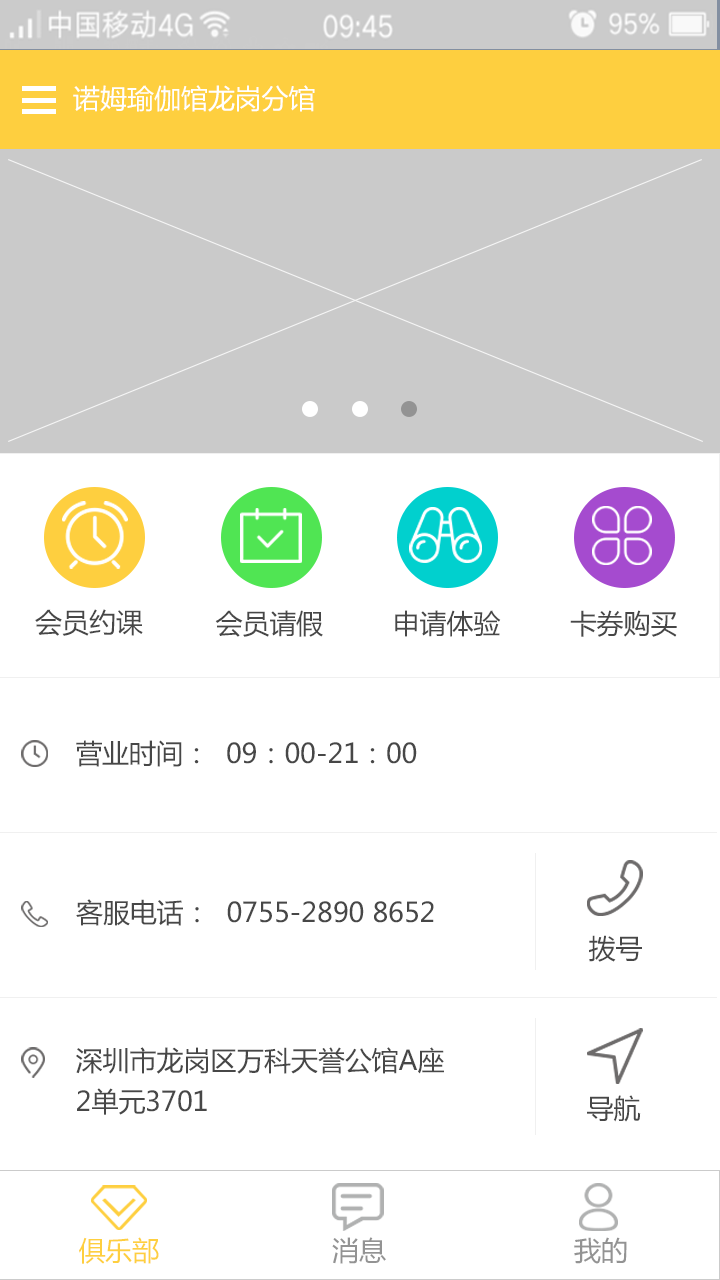 中国移动4G 09:45 95%
诺姆瑜伽馆龙岗分馆
会员约课 会员请假 申请体验 卡券购买
营业时间： 09：00-21：00
客服电话： 0755-2890 8652
拨号
深圳市龙岗区万科天誉公馆A座
2单元3701
导航
俱乐部 消息 我的